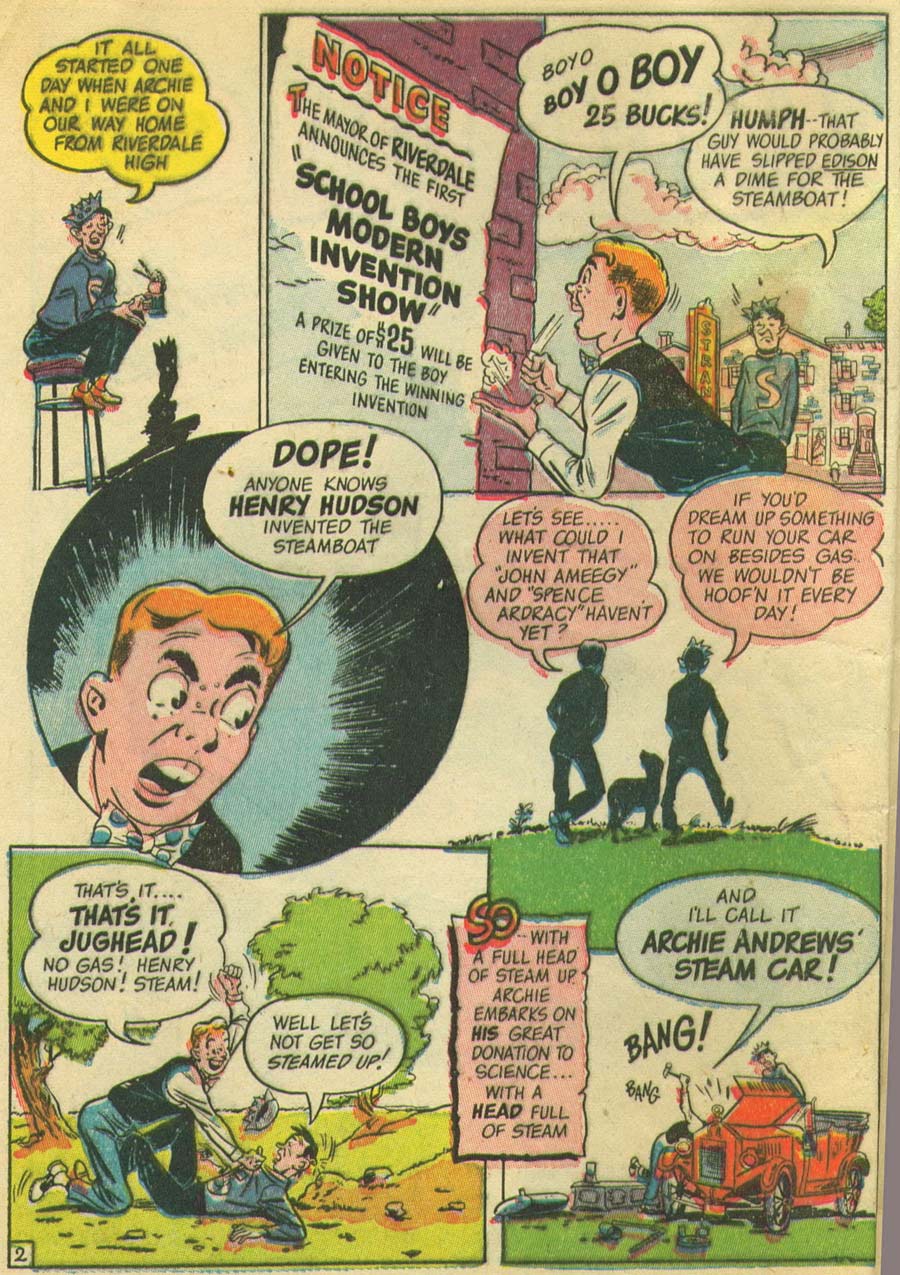 IT ALL
STARTED ONE
DAY WHEN ARCHIE
AND I WERE ON
OUR WAY HOME
FROM RIVERDALE
HIGH
NOTICE
THE MAYOR OF RIVERDALE
ANNOUNCES THE FIRST
"SCHOOL BOYS
MODERN
INVENTION
SHOW"
A PRIZE OF $25 WILL BE
GIVEN TO THE BOY
ENTERING THE WINNING
INVENTION
BOYO
BOY O BOY
25 BUCKS!
HUMPH--THAT
GUY WOULD PROBABLY
HAVE SLIPPED EDISON
A DIME FOR THE
STEAMBOAT!
STRAN
S
DOPE!
ANYONE KNOWS
HENRY HUDSON
INVENTED THE
STEAMBOAT
LET'S SEE.....
WHAT COULD I
INVENT THAT
"JOHN AMEEGY"
AND "SPENCE
ARDRACY" HAVEN'T
YET?
IF YOU'D
DREAM UP SOMETHING
TO RUN YOUR CAR
ON BESIDES GAS..
WE WOULDN'T BE
HOOF'N IT EVERY
DAY!
THAT'S IT....
THAT'S IT
JUGHEAD!
NO GAS! HENRY
HUDSON! STEAM!
WELL LET'S
NOT GET SO
STEAMED UP!
SO
--WITH
A FULL HEAD
OF STEAM UP.
ARCHIE
EMBARKS ON
HIS GREAT
DONATION TO
SCIENCE...
WITH A
HEAD FULL
OF STEAM
AND
I'LL CALL IT
ARCHIE ANDREWS'
STEAM CAR!
BANG!
BANG
2